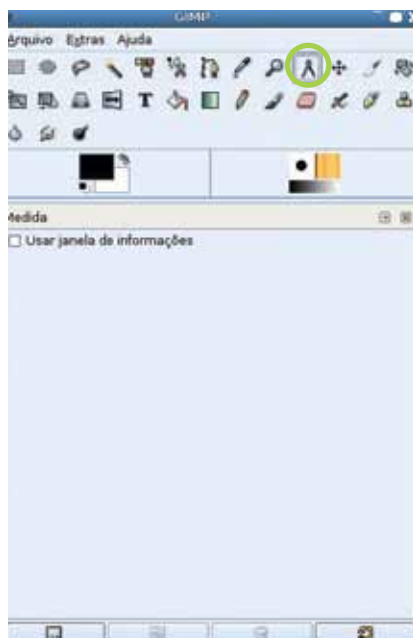 GIMP
Arquivo Extras Ajuda
T
Medida
Usar janela de informações